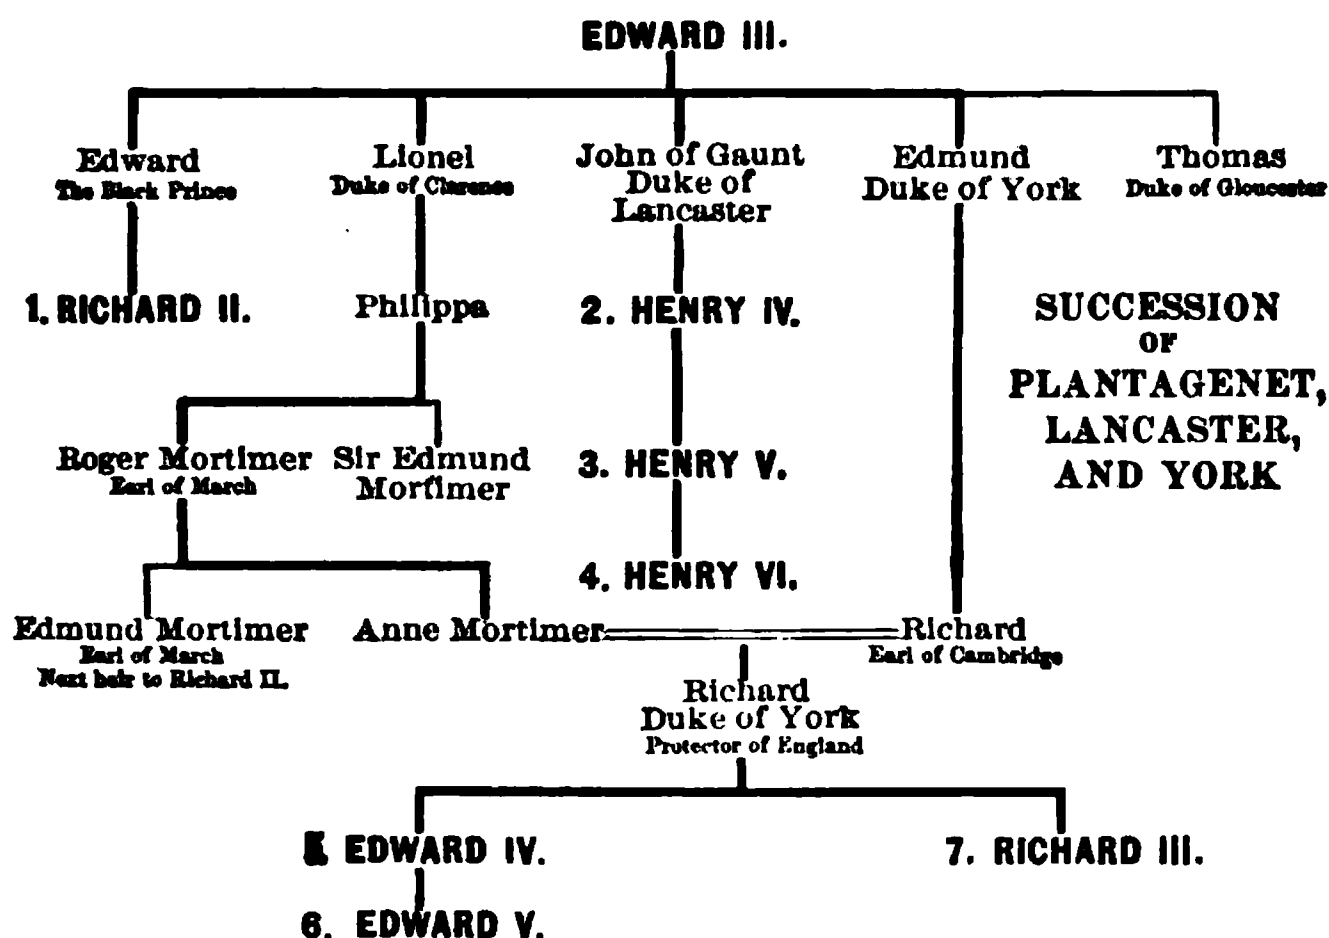 EDWARD III.
Edward
The Black Prince
Lionel
Duke of Clarence
John of Gaunt
Duke of
Lancaster
Edmund
Duke of York
Thomas
Duke of Gloucester
1. RICHARD II.
Philippa
2. HENRY IV.
SUCCESSION
OF
PLANTAGENET,
LANCASTER,
AND YORK
Roger Mortimer
Earl of March
Sir Edmund
Mortimer
3. HENRY V.
4. HENRY VI.
Edmund Mortimer
Earl of March
Next heir to Richard II.
Anne Mortimer
Richard
Earl of Cambridge
Richard
Duke of York
Protector of England
EDWARD IV.
7. RICHARD III.
6. EDWARD V.